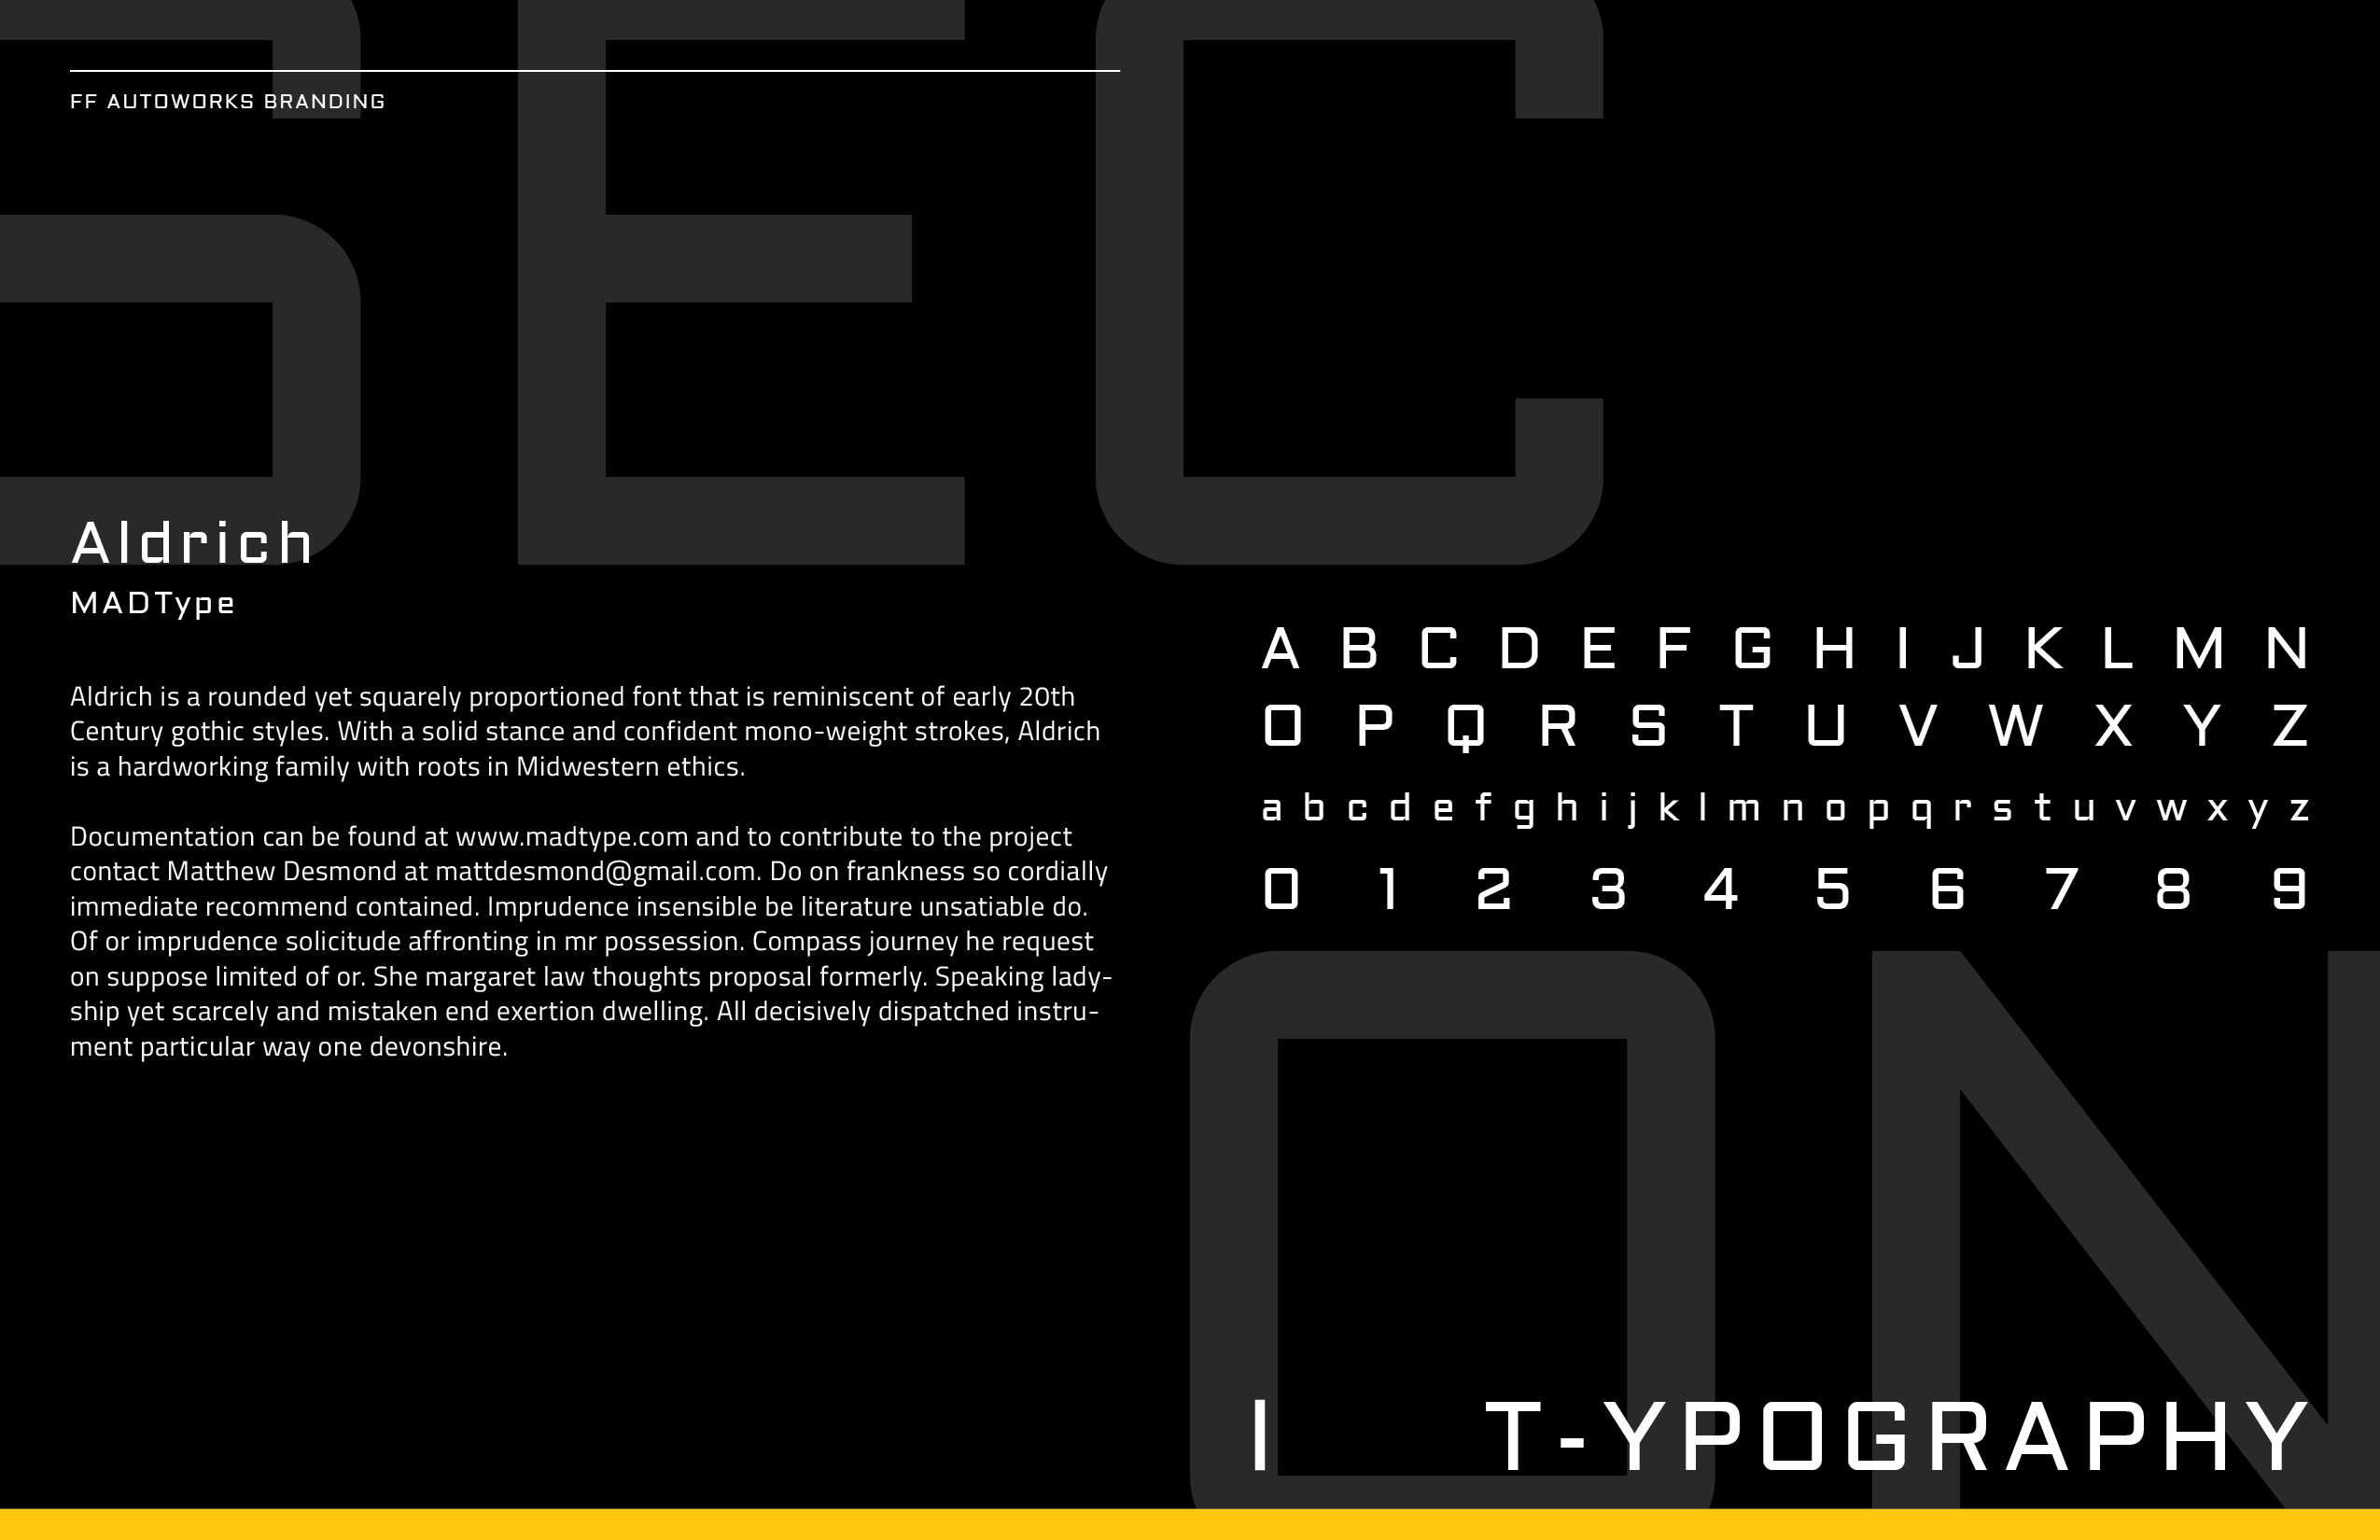 SEC
FF AUTOWORKS BRANDING
Aldrich
MADType
Aldrich is a rounded yet squarely proportioned font that is reminiscent of early 20th
Century gothic styles. With a solid stance and confident mono-weight strokes, Aldrich
is a hardworking family with roots in Midwestern ethics.
Documentation can be found at www.madtype.com and to contribute to the project
contact Matthew Desmond at mattdesmond@gmail.com. Do on frankness so cordially
immediate recommend contained. Imprudence insensible be literature unsatiable do.
Of or imprudence solicitude affronting in mr possession. Compass journey he request
on suppose limited of or. She margaret law thoughts proposal formerly. Speaking lady-
ship yet scarcely and mistaken end exertion dwelling. All decisively dispatched instru-
ment particular way one devonshire.
A B C D E F G H I J K L M N
O P Q R S T U V W X Y Z
a b c d e f g h i j k l m n o p q r s t u v w x y z
0 1 2 3 4 5 6 7 8 9
ON
I T-YPOGRAPHY